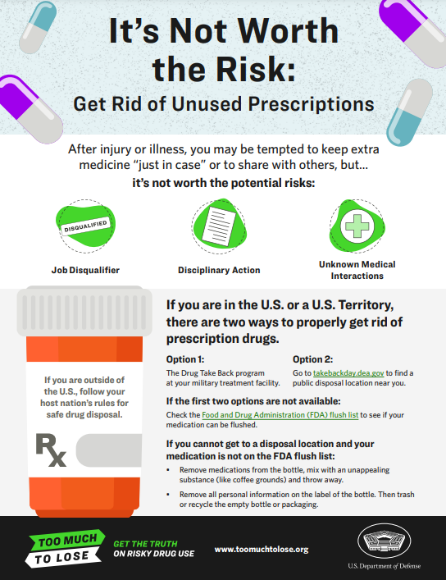 It's Not Worth
the Risk:
Get Rid of Unused Prescriptions
After injury or illness, you may be tempted to keep extra
medicine “just in case” or to share with others, but...
it's not worth the potential risks:
DISQUALIFIED
Job Disqualifier
Disciplinary Action
Unknown Medical
Interactions
If you are in the U.S. or a U.S. Territory,
there are two ways to properly get rid of
prescription drugs.
Option 1:
The Drug Take Back program
at your military treatment facility.
Option 2:
Go to takebackday.dea.gov to find a
public disposal location near you.
If the first two options are not available:
Check the Food and Drug Administration (FDA) flush list to see if your
medication can be flushed.
If you cannot get to a disposal location and your
medication is not on the FDA flush list:
• Remove medications from the bottle, mix with an unappealing
substance (like coffee grounds) and throw away.
• Remove all personal information on the label of the bottle. Then trash
or recycle the empty bottle or packaging.
If you are outside of
the U.S., follow your
host nation's rules for
safe drug disposal.
Rx
TOO MUCH
TO LOSE
GET THE TRUTH
ON RISKY DRUG USE
www.toomuchtolose.org
U.S. Department of Defense